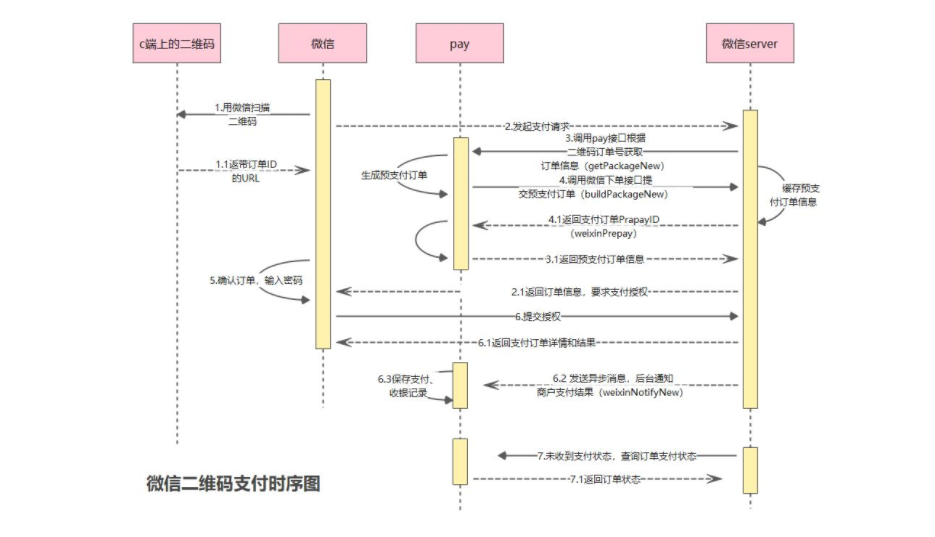 c端上的二维码
微信
pay
微信server
1.用微信扫描
二维码
2.发起支付请求
3.调用pay接口根据
二维码订单号获取
订单信息（getPackageNew）
1.1返带订单ID
的URL
生成预支付订单
4.调用微信下单接口提
交预支付订单（buildPackageNew）
缓存预支
付订单信息
4.1返回支付订单PrapayID
（weixinPrepay）
3.1返回预支付订单信息
5.确认订单，输入密码
2.1返回订单信息，要求支付授权
6.提交授权
6.1返回支付订单详情和结果
6.3保存支付、
收银记录
6.2 发送异步消息，后台通知
商户支付结果（weixinNotifyNew）
7.未收到支付状态，查询订单支付状态
7.1返回订单状态
微信二维码支付时序图